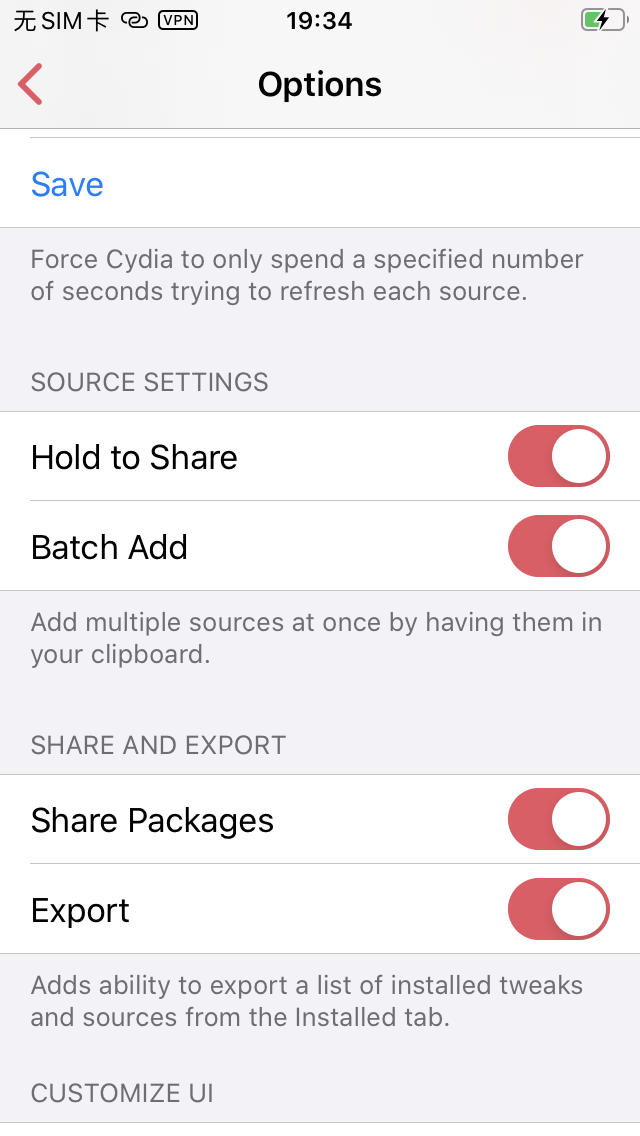 无SIM卡 VPN 19:34
Options
Save
Force Cydia to only spend a specified number
of seconds trying to refresh each source.
SOURCE SETTINGS
Hold to Share
Batch Add
Add multiple sources at once by having them in
your clipboard.
SHARE AND EXPORT
Share Packages
Export
Adds ability to export a list of installed tweaks
and sources from the Installed tab.
CUSTOMIZE UI